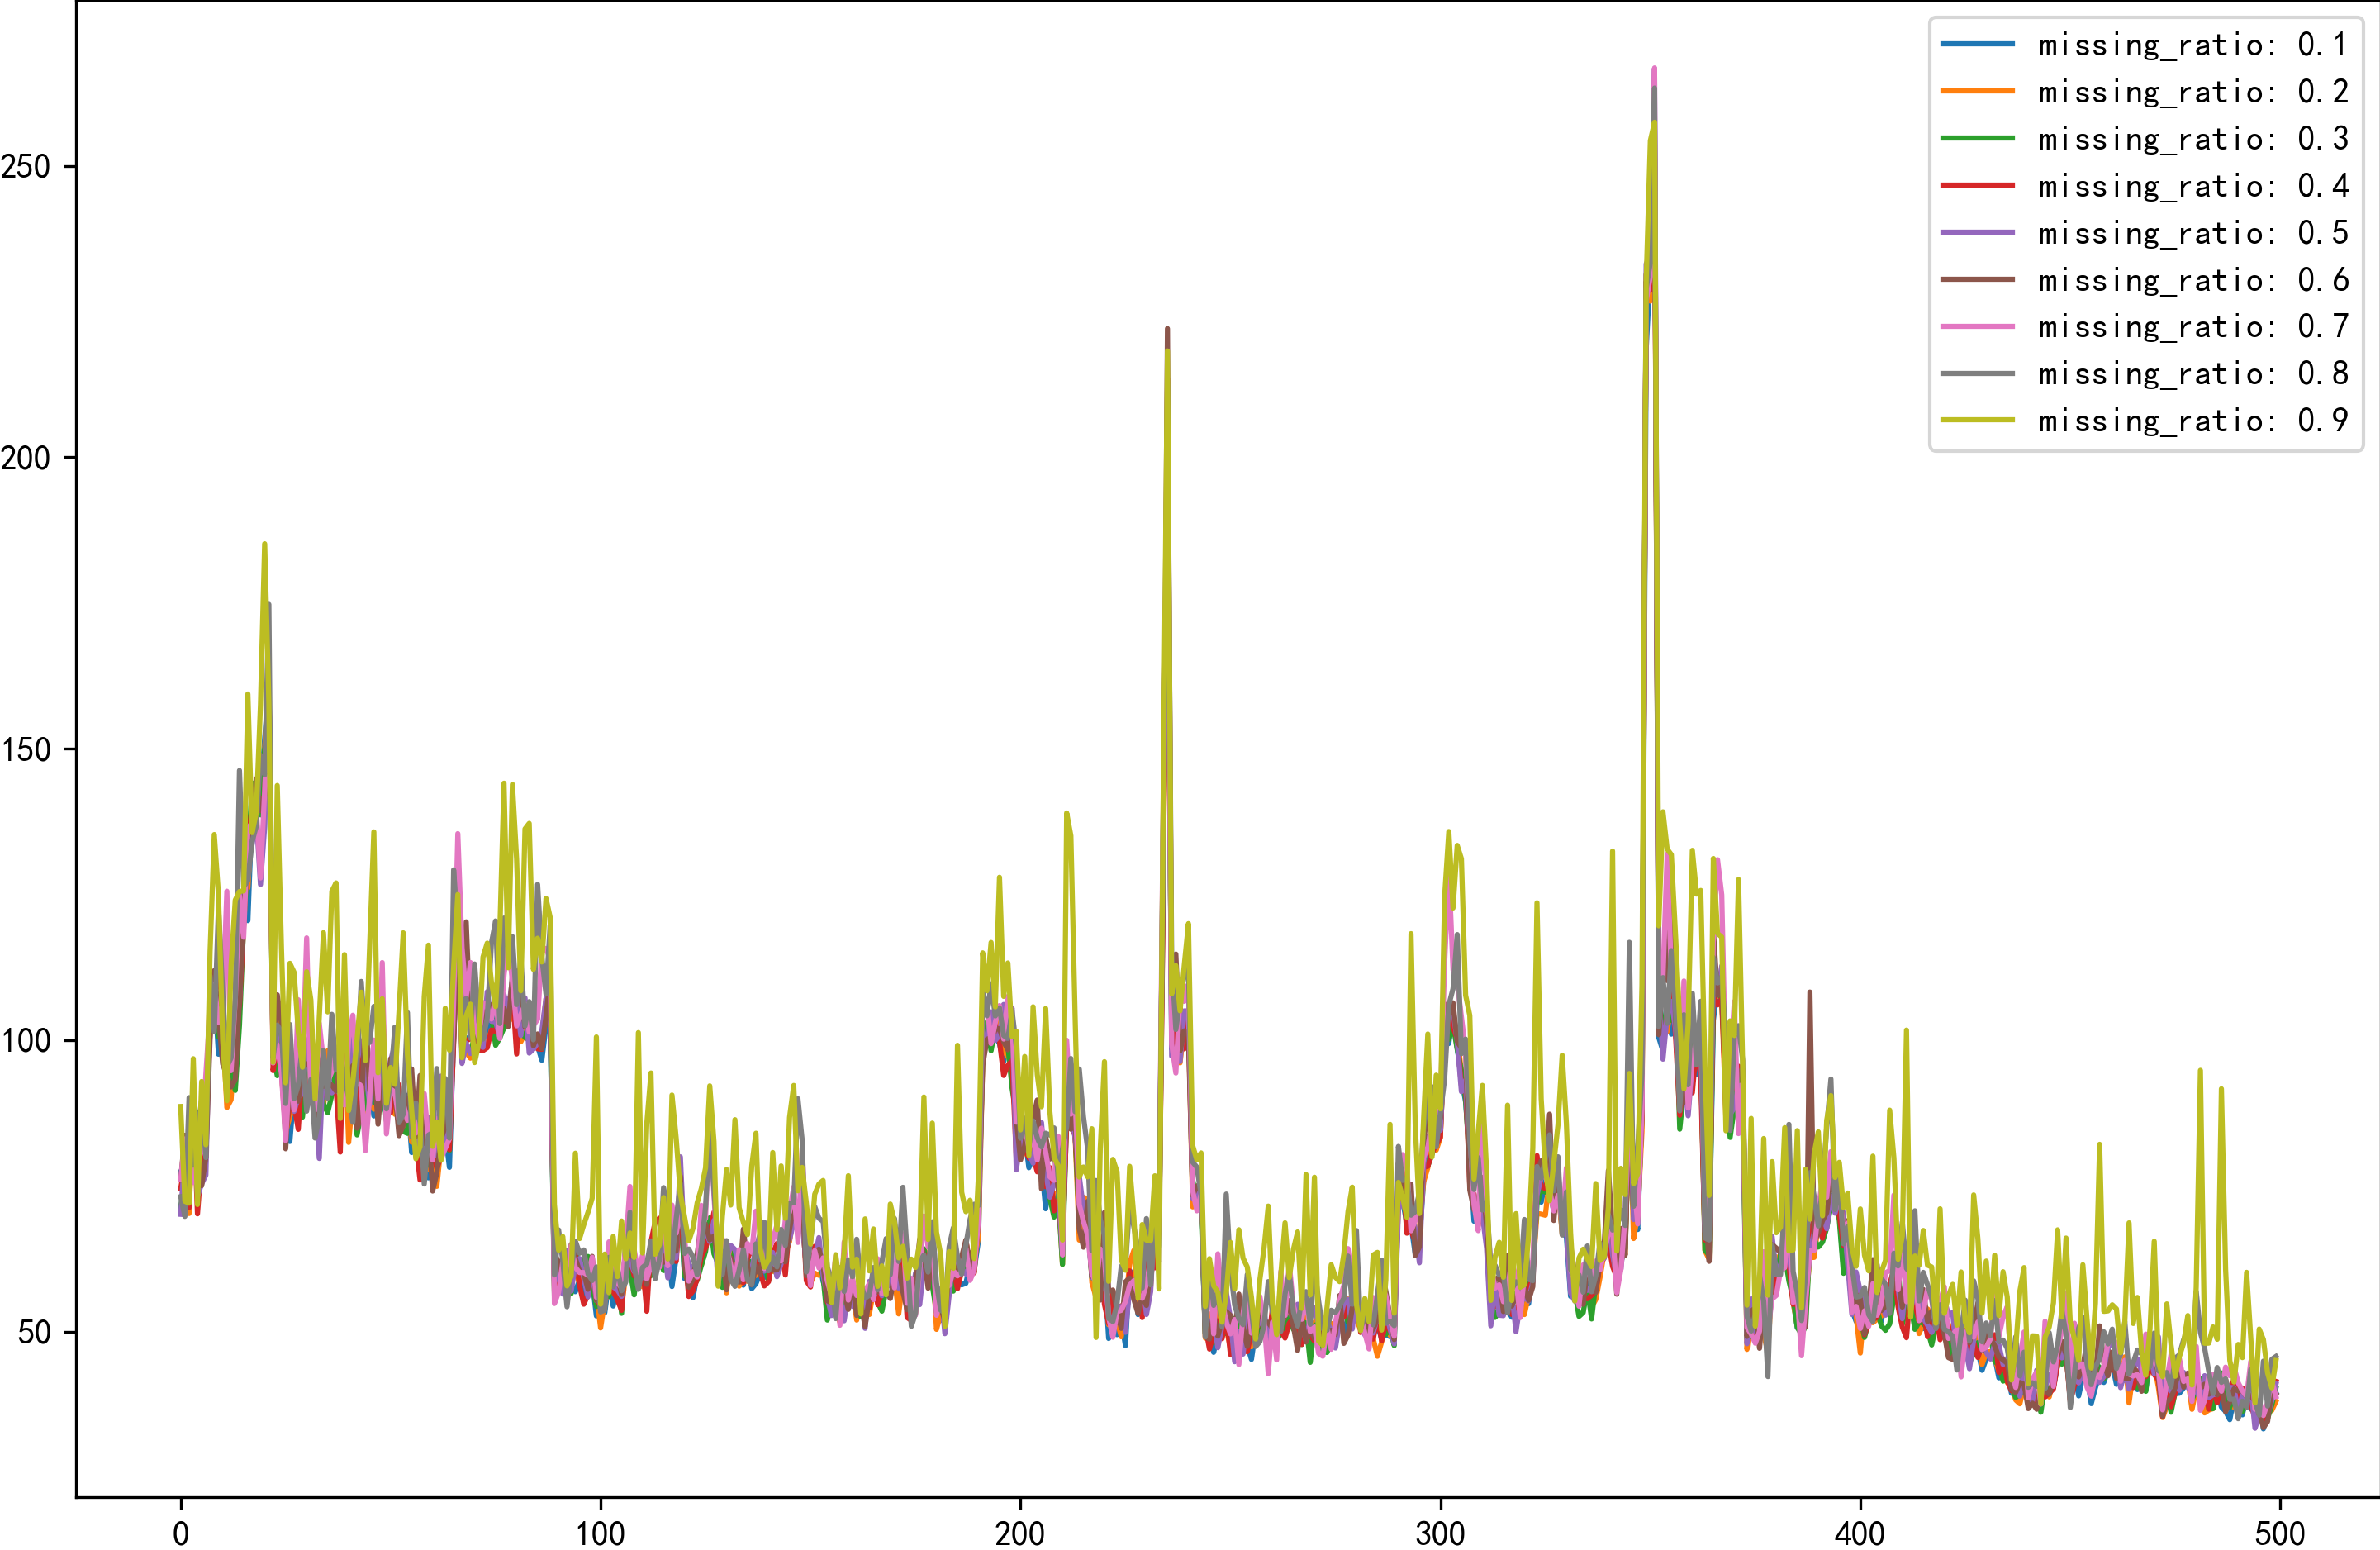 missing_ratio: 0.1
missing_ratio: 0.2
missing_ratio: 0.3
missing_ratio: 0.4
missing_ratio: 0.5
missing_ratio: 0.6
missing_ratio: 0.7
missing_ratio: 0.8
missing_ratio: 0.9
250
200
150
100
50
0 100 200 300 400 500